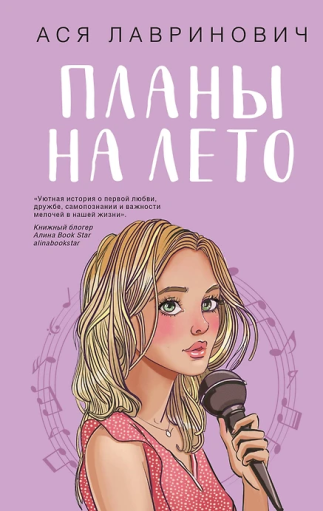 АСЯ ЛАВРИНОВИЧ
ПЛАНЫ
НА ЛЕТО
«Уютная история о первой любви,
дружбе, самопознании и важности
мелочей в нашей жизни».
Книжный блогер
Алина Book Star
alinabookstar